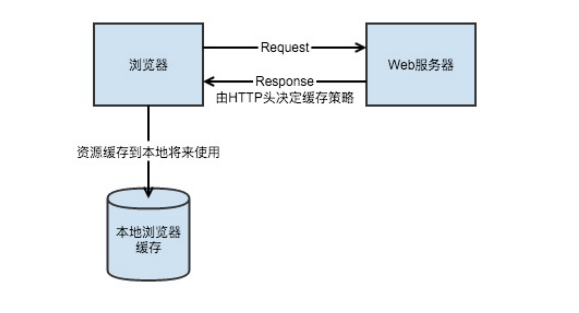 浏览器
Request
Web服务器
Response
由HTTP头决定缓存策略
资源缓存到本地将来使用
本地浏览器
缓存